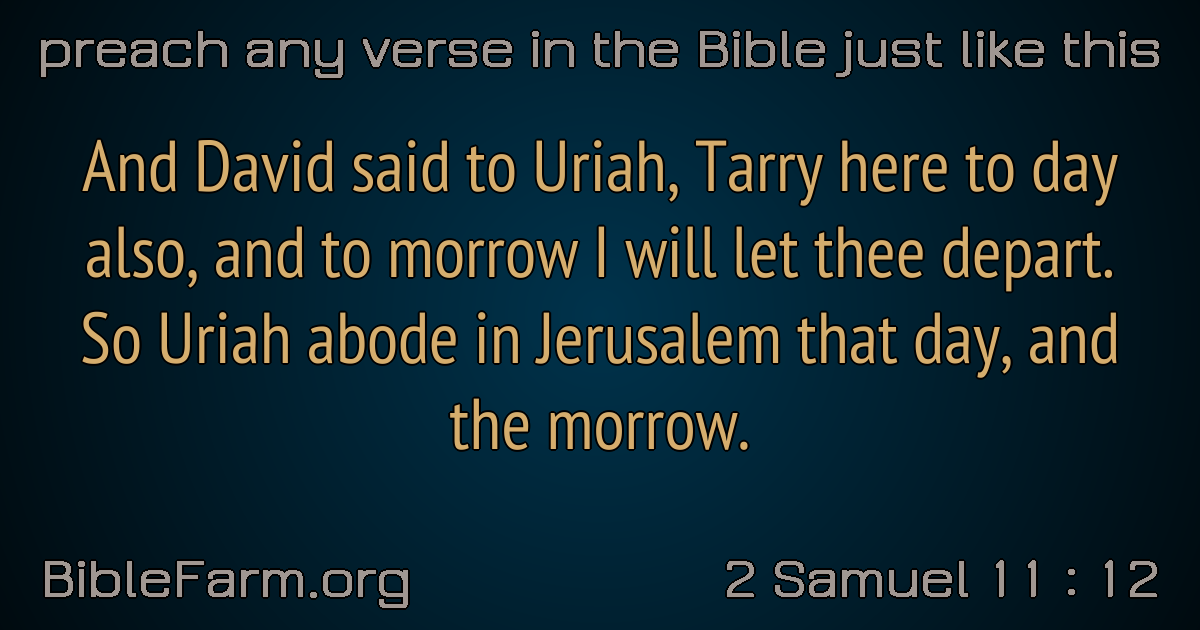 preach any verse in the Bible just like this
And David said to Uriah, Tarry here to day
also, and to morrow I will let thee depart.
So Uriah abode in Jerusalem that day, and
the morrow.
BibleFarm.org
2 Samuel 11 : 12